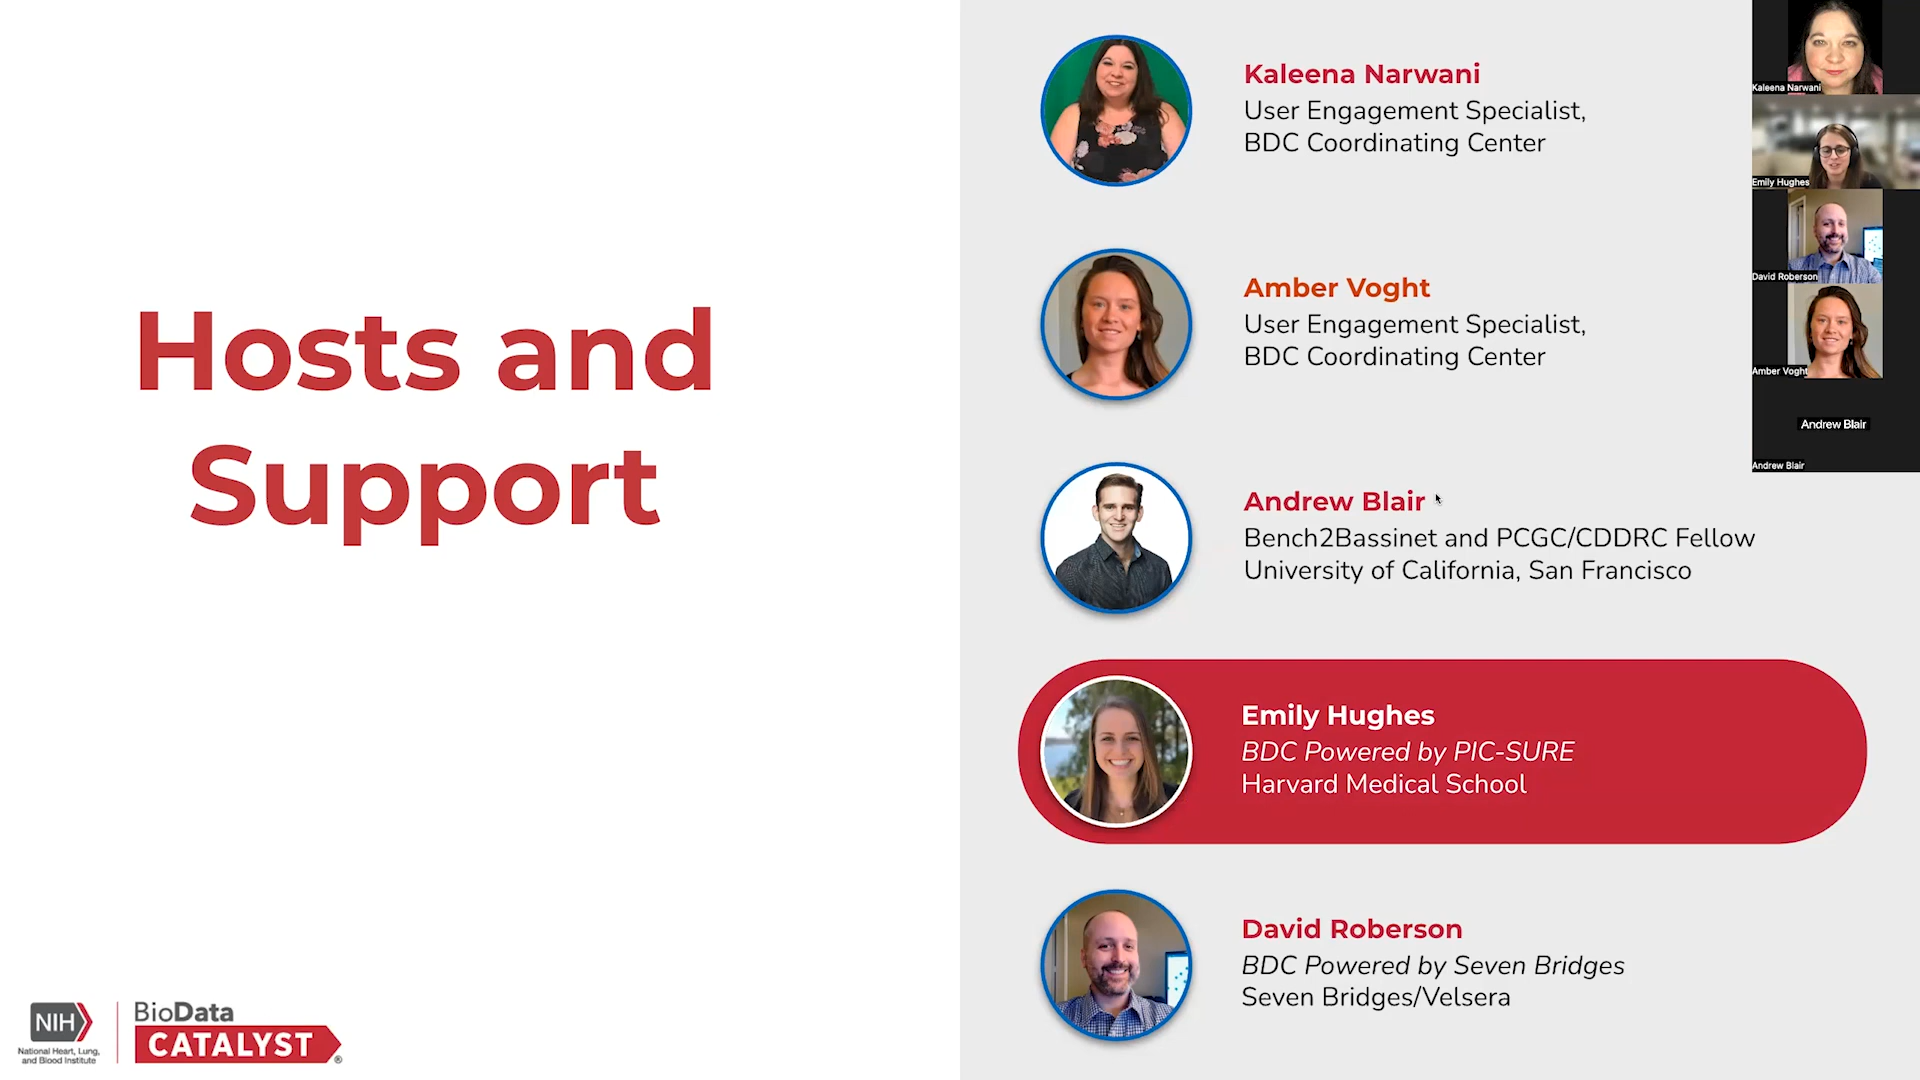 Hosts and
Support
Kaleena Narwani
User Engagement Specialist,
BDC Coordinating Center
Amber Voght
User Engagement Specialist,
BDC Coordinating Center
Andrew Blair
Bench2Bassinet and PCGC/CDDRC Fellow
University of California, San Francisco
Emily Hughes
BDC Powered by PIC-SURE
Harvard Medical School
David Roberson
BDC Powered by Seven Bridges
Seven Bridges/Velsera
Kaleena Narwani
Emily Hughes
David Roberson
Amber Voght
Andrew Blair
Andrew Blair
NIH
National Heart, Lung,
and Blood Institute
BioData
CATALYST®